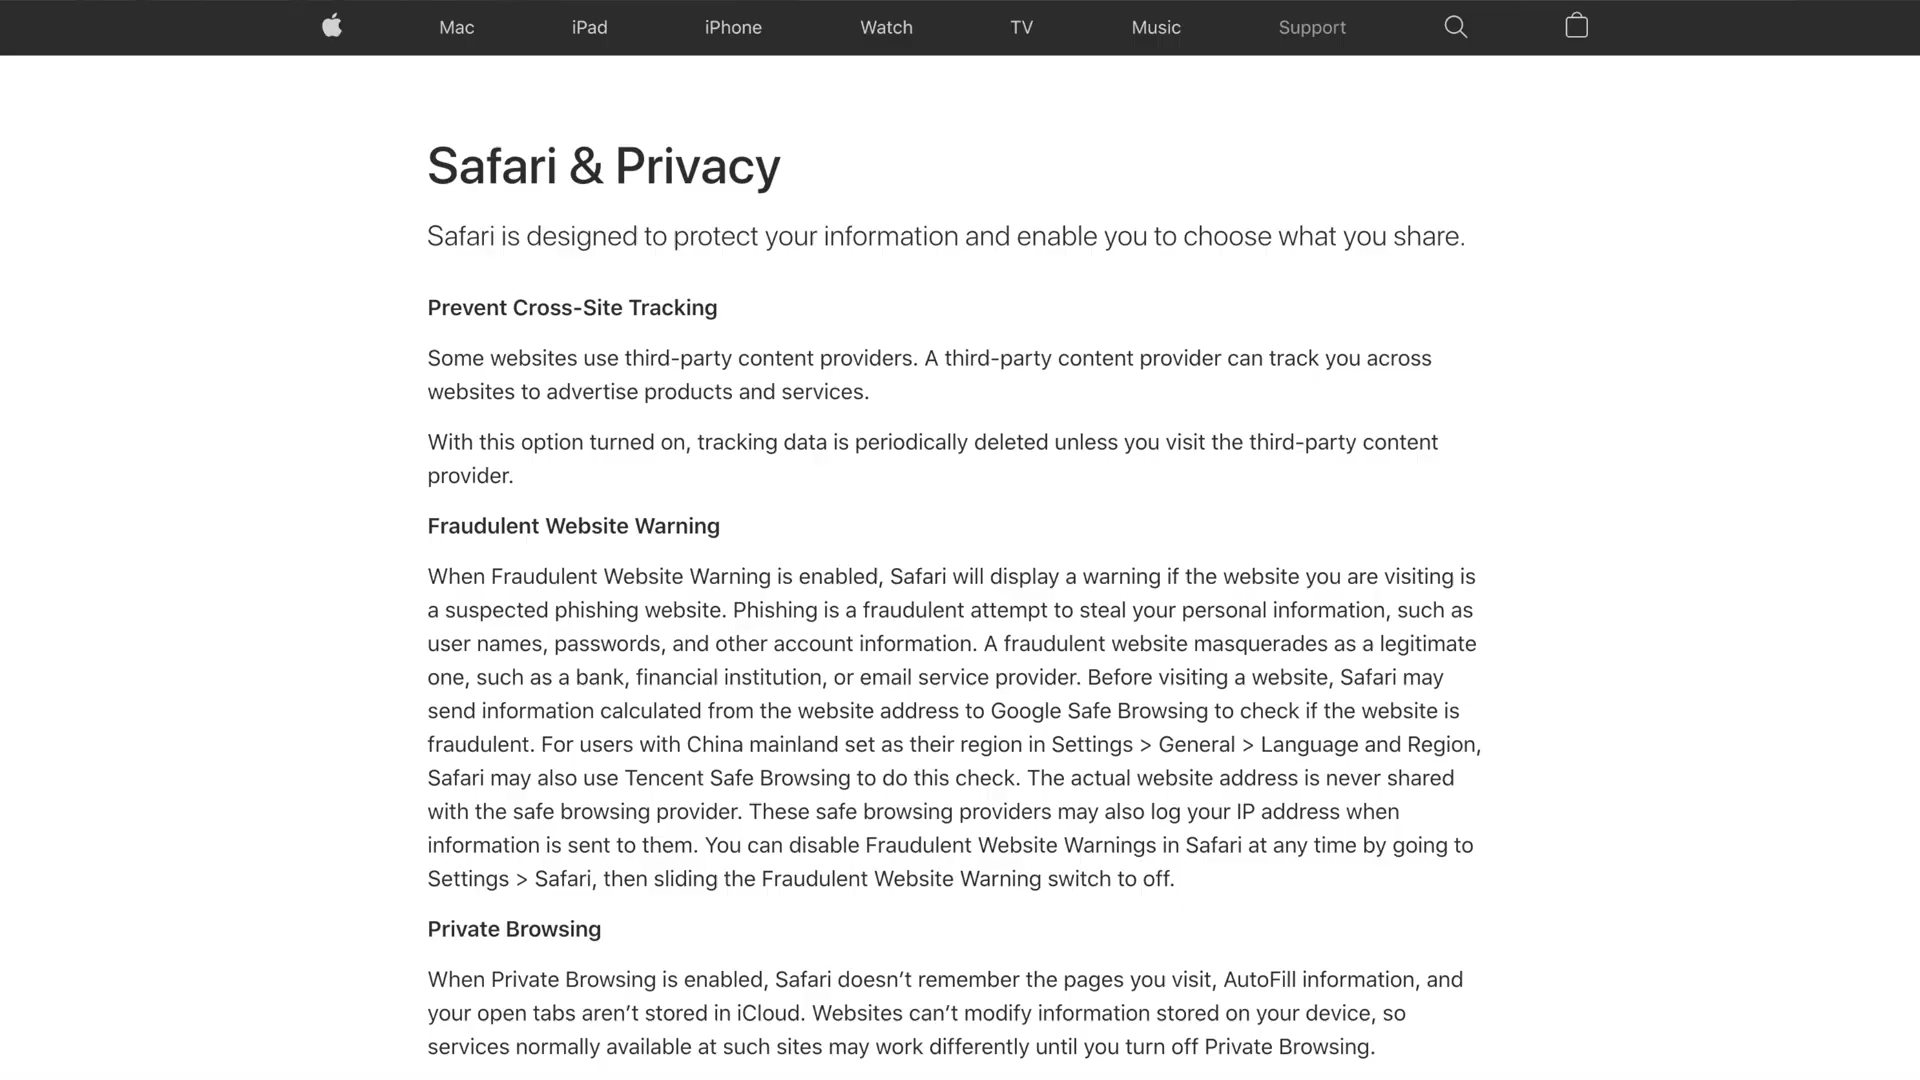 Mac iPad iPhone Watch TV Music Support
Safari & Privacy
Safari is designed to protect your information and enable you to choose what you share.
Prevent Cross-Site Tracking
Some websites use third-party content providers. A third-party content provider can track you across
websites to advertise products and services.
With this option turned on, tracking data is periodically deleted unless you visit the third-party content
provider.
Fraudulent Website Warning
When Fraudulent Website Warning is enabled, Safari will display a warning if the website you are visiting is
a suspected phishing website. Phishing is a fraudulent attempt to steal your personal information, such as
user names, passwords, and other account information. A fraudulent website masquerades as a legitimate
one, such as a bank, financial institution, or email service provider. Before visiting a website, Safari may
send information calculated from the website address to Google Safe Browsing to check if the website is
fraudulent. For users with China mainland set as their region in Settings > General > Language and Region,
Safari may also use Tencent Safe Browsing to do this check. The actual website address is never shared
with the safe browsing provider. These safe browsing providers may also log your IP address when
information is sent to them. You can disable Fraudulent Website Warnings in Safari at any time by going to
Settings > Safari, then sliding the Fraudulent Website Warning switch to off.
Private Browsing
When Private Browsing is enabled, Safari doesn’t remember the pages you visit, AutoFill information, and
your open tabs aren’t stored in iCloud. Websites can’t modify information stored on your device, so
services normally available at such sites may work differently until you turn off Private Browsing.